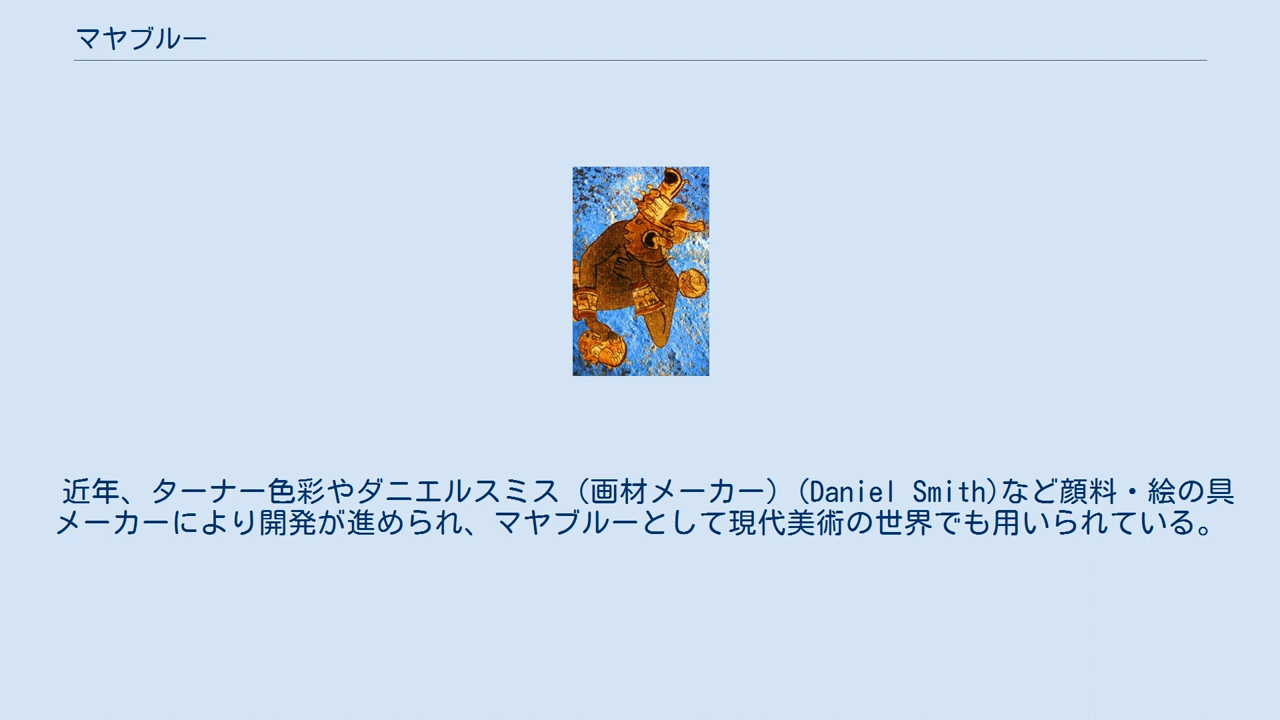 マヤブルー
近年、ターナー色彩やダニエルスミス（画材メーカー）(Daniel Smith)など顔料・絵の具
メーカーにより開発が進められ、マヤブルーとして現代美術の世界でも用いられている。